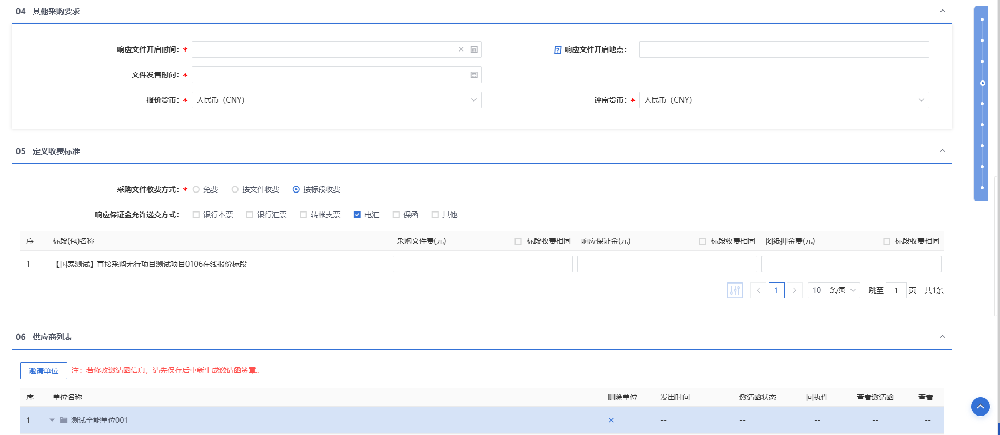 04 其他采购要求
响应文件开启时间：* 响应文件开启地点：
文件发售时间：*
报价货币：* 人民币（CNY） 评审货币：* 人民币（CNY）
05 定义收费标准
采购文件收费方式：* 免费 按文件收费 按标段收费
响应保证金允许递交方式： 银行本票 银行汇票 转帐支票 电汇 保函 其他
序 标段(包)名称 采购文件费(元) 标段收费相同 响应保证金(元) 标段收费相同 图纸押金费(元) 标段收费相同
1 【国泰测试】直接采购无行项目测试项目0106在线报价标段三
1 10 条/页 跳至 1 页 共1条
06 供应商列表
邀请单位 注：若修改邀请函信息，请先保存后重新生成邀请函签章。
序 单位名称 删除单位 发出时间 邀请函状态 回执件 查看邀请函 查看
1 测试全能单位001 -- -- -- -- --